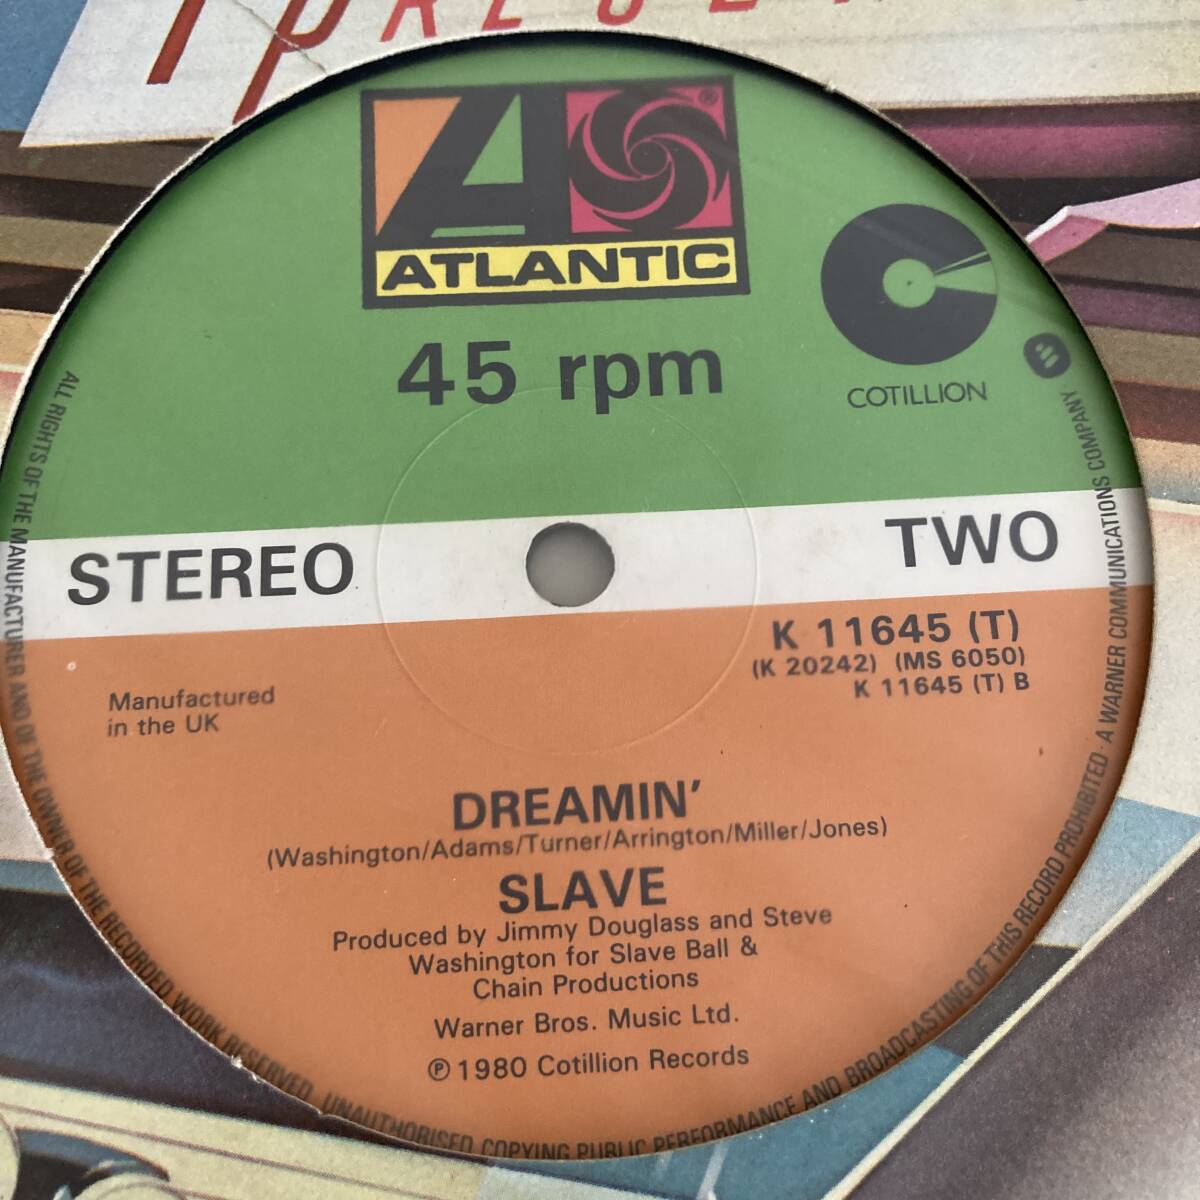 ATLANTIC
®
45 rpm
COTILLION
STEREO
TWO
K 11645 (T)
(K 20242) (MS 6050)
K 11645 (T) B
Manufactured
in the UK
DREAMIN'
(Washington/Adams/Turner/Arrington/Miller/Jones)
SLAVE
Produced by Jimmy Douglass and Steve
Washington for Slave Ball &
Chain Productions
Warner Bros. Music Ltd.
℗ 1980 Cotillion Records
ALL RIGHTS OF THE MANUFACTURER AND OF THE OWNER OF THE RECORDED WORK RESERVED. UNAUTHORISED COPYING PUBLIC PERFORMANCE AND BROADCASTING OF THIS RECORD PROHIBITED · A WARNER COMMUNICATIONS COMPANY ·